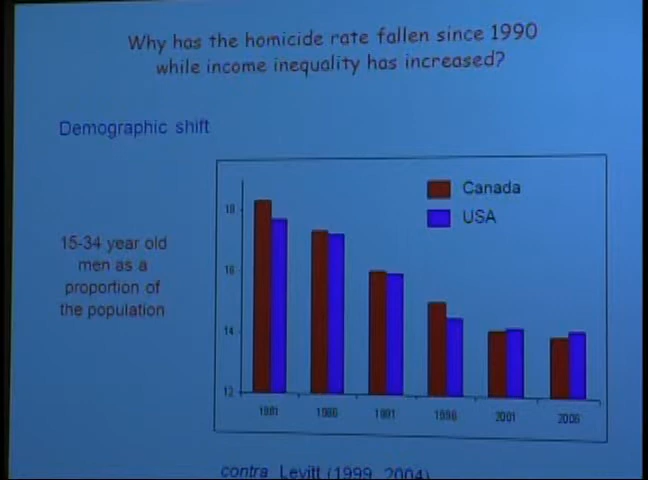 Why has the homicide rate fallen since 1990
while income inequality has increased?
Demographic shift
Canada
USA
15-34 year old
men as a
proportion of
the population
18
16
14
12
1981 1986 1991 1996 2001 2006
contra Levitt (1999, 2004)